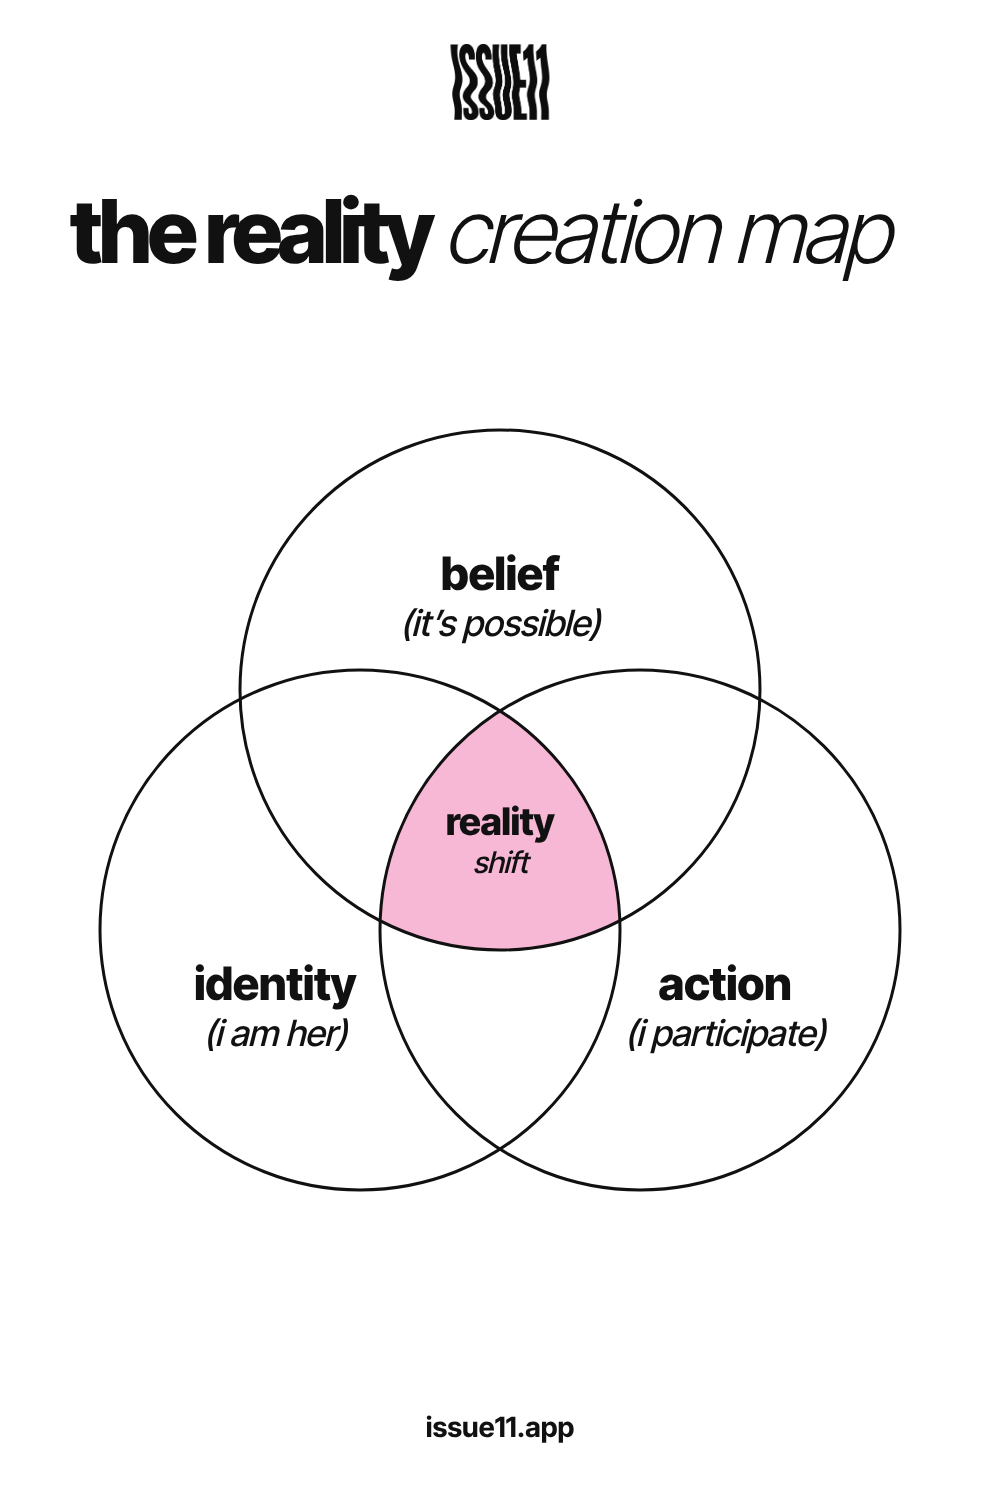 ISSUE11
the reality creation map
belief
(it's possible)
reality
shift
identity
(i am her)
action
(i participate)
issue11.app